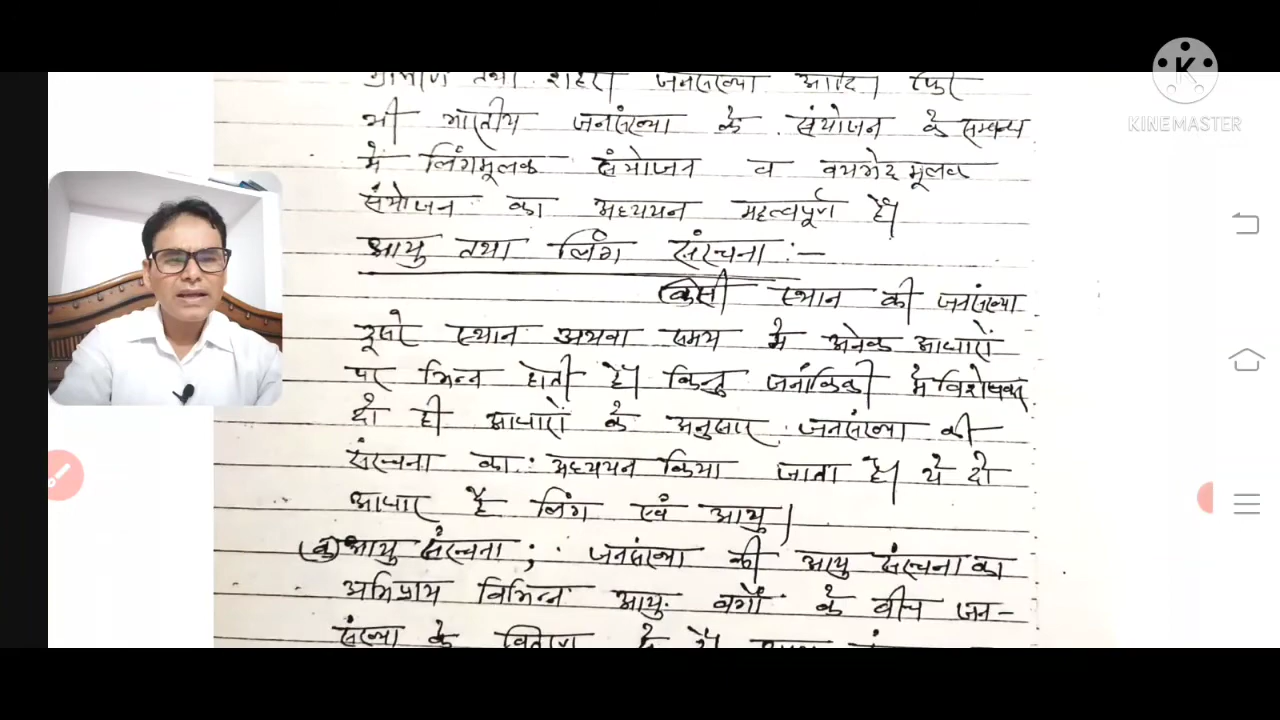 ग्रामीण तथा शहरी जनसंख्या आदि। फिर
भी भारतीय जनसंख्या के संयोजन के सम्बन्ध
में लिंगमूलक संयोजन व वयभेद मूलक
संयोजन का अध्ययन महत्वपूर्ण है।
आयु तथा लिंग संरचना :-
किसी स्थान की जनसंख्या
दूसरे स्थान अथवा समय में अनेक आधारों
पर भिन्न होती है। किन्तु जनांकिकी में विशेषकर
दो ही आधारों के अनुसार जनसंख्या की
संरचना का अध्ययन किया जाता है। ये दो
आधार हैं लिंग एवं आयु।
आयु संरचना ; जनसंख्या की आयु संरचना का
अभिप्राय विभिन्न आयु वर्गों के बीच जन-
संख्या के वितरण से है
K
KINEMASTER